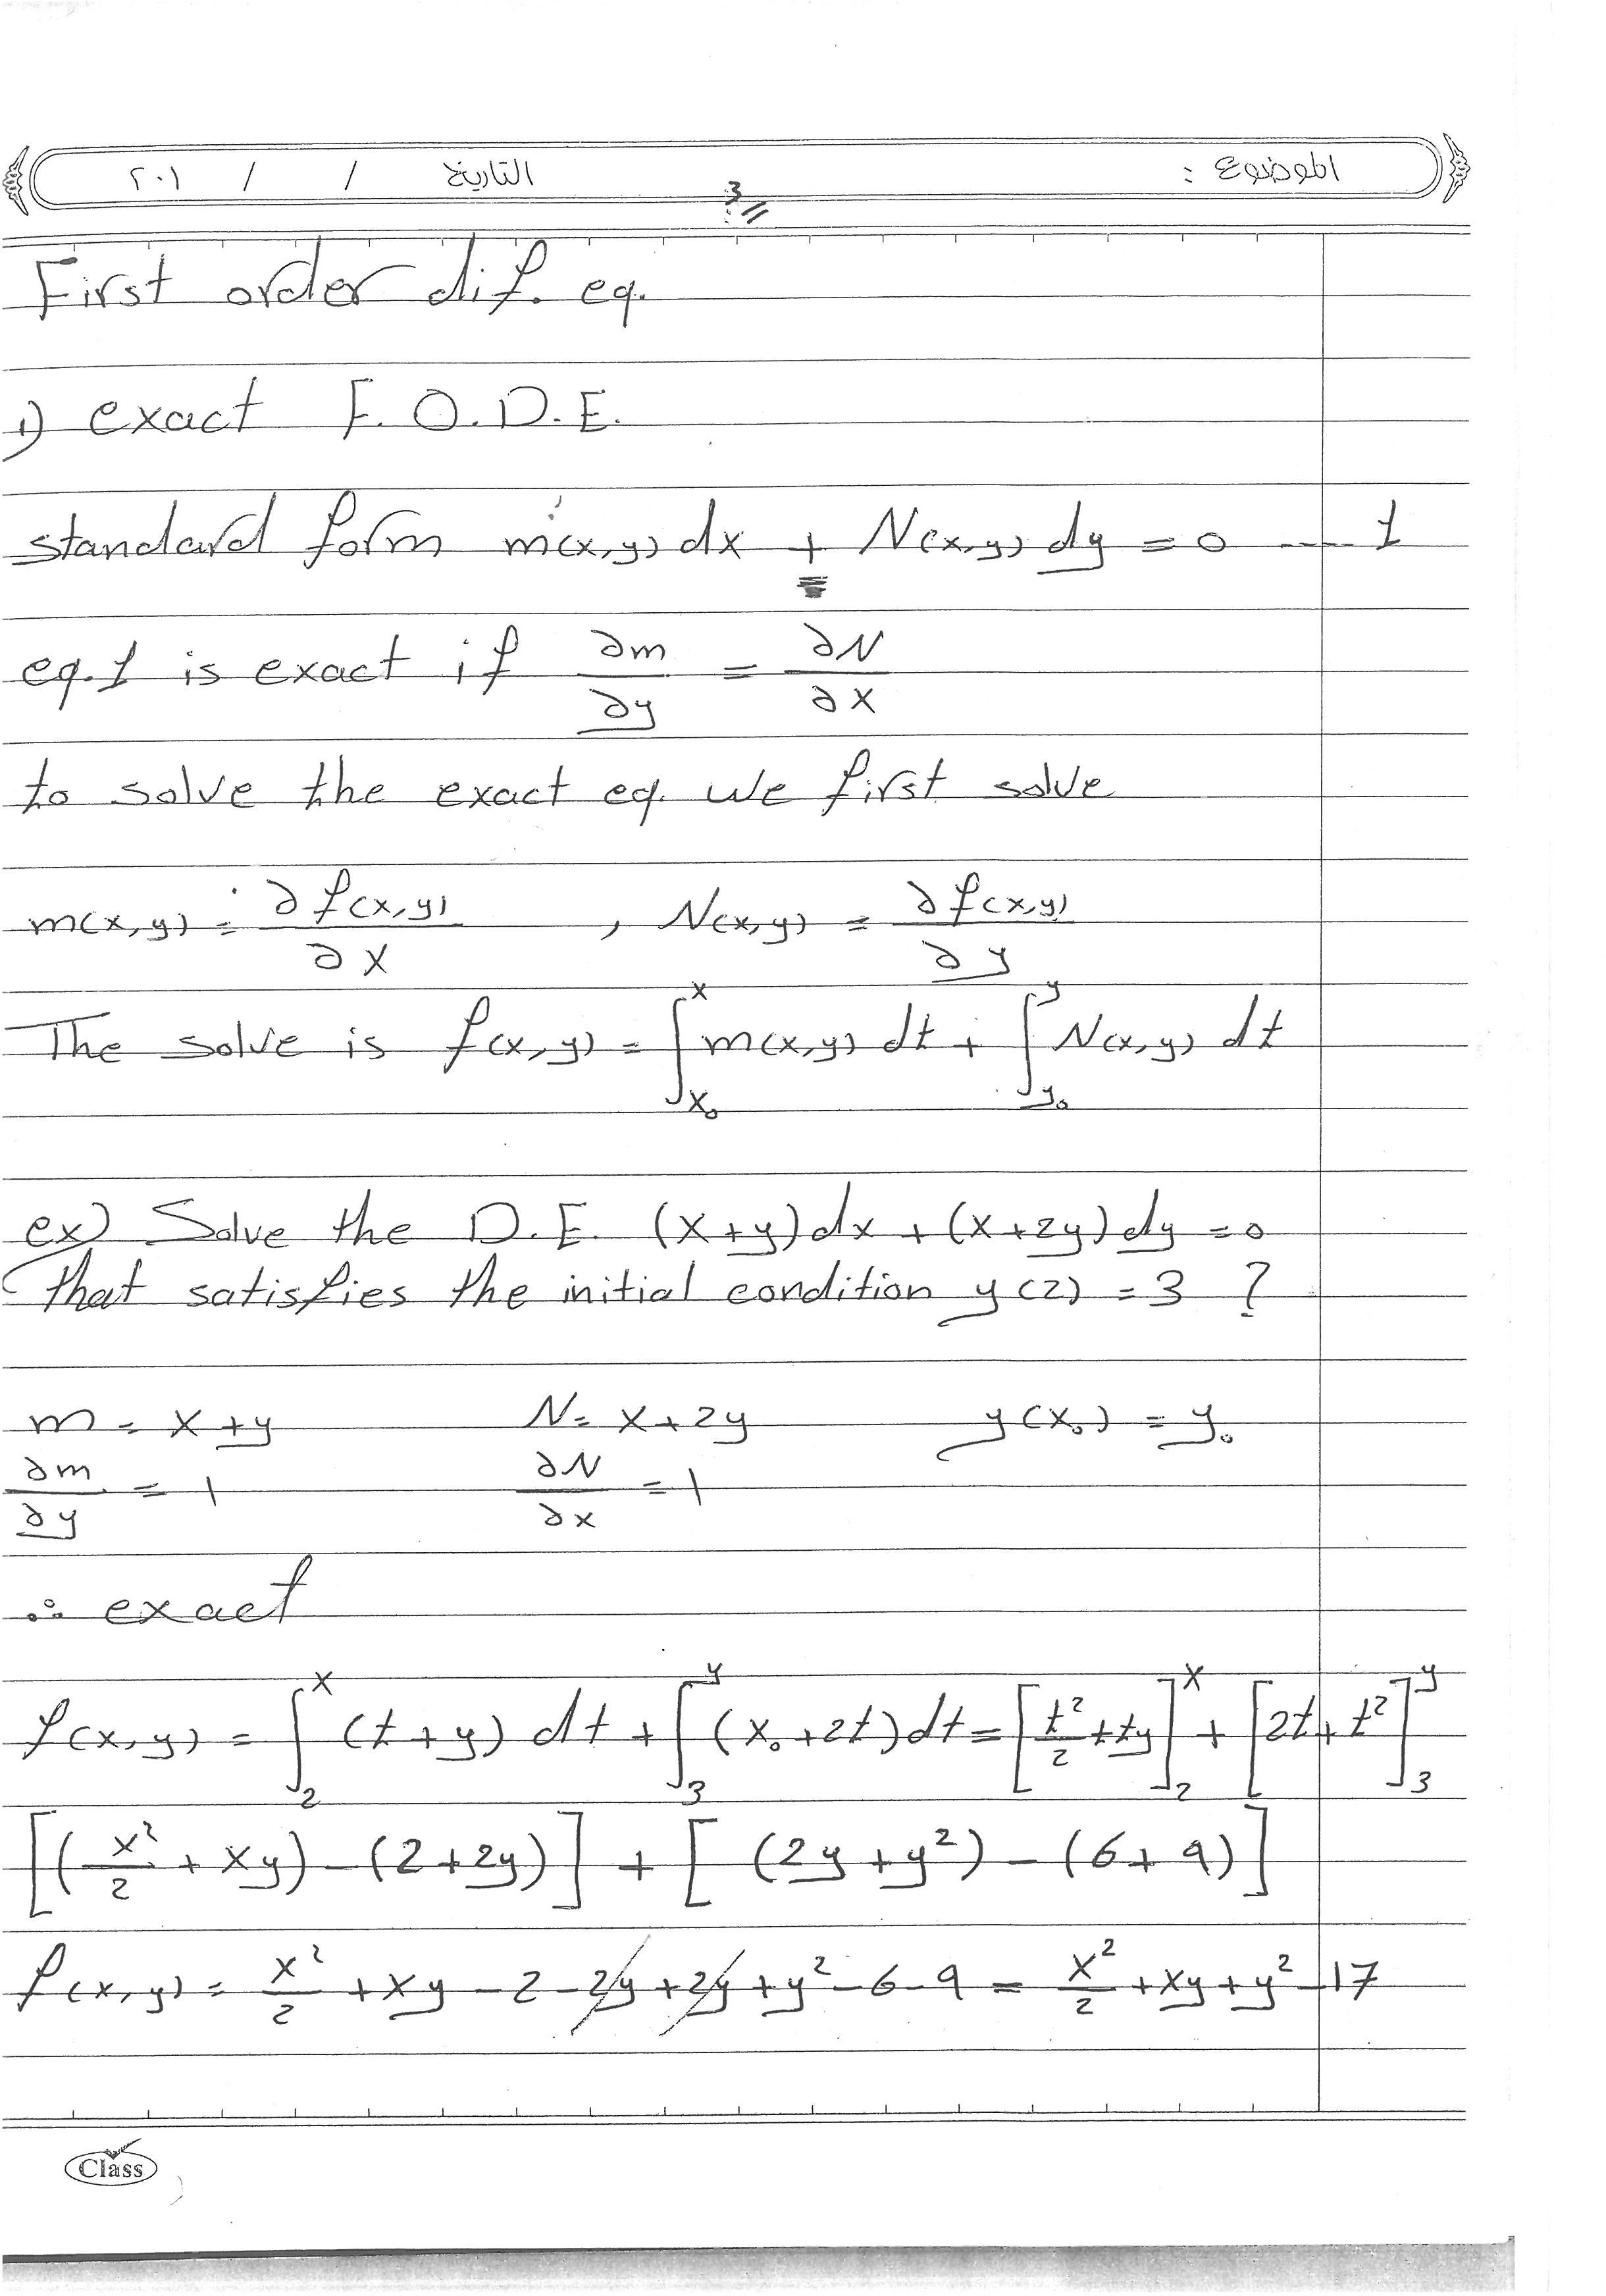 الموضوع : التاريخ / / ٢٠١
3
First order dif. eq.
1) exact F.O.D.E.
standard form m(x,y) dx + N(x,y) dy = 0 ---- 1
eq.1 is exact if ∂m/∂y = ∂N/∂x
to solve the exact eq. we first solve
m(x,y) = ∂f(x,y)/∂x , N(x,y) = ∂f(x,y)/∂y
The solve is f(x,y) = ∫_{x₀}^{x} m(x,y) dt + ∫_{y₀}^{y} N(x,y) dt
ex) Solve the D.E. (x+y)dx + (x+2y)dy = 0
that satisfies the initial condition y(2) = 3 ?
m = x+y N = x+2y y(x₀) = y₀
∂m/∂y = 1 ∂N/∂x = 1
∴ exact
f(x,y) = ∫_{2}^{x} (t+y) dt + ∫_{3}^{y} (x₀+2t) dt = [t²/2 + ty]_{2}^{x} + [2t + t²]_{3}^{y}
[(x²/2 + xy) - (2+2y)] + [(2y+y²) - (6+9)]
f(x,y) = x²/2 + xy - 2 - 2y + 2y + y² - 6 - 9 = x²/2 + xy + y² - 17
Class